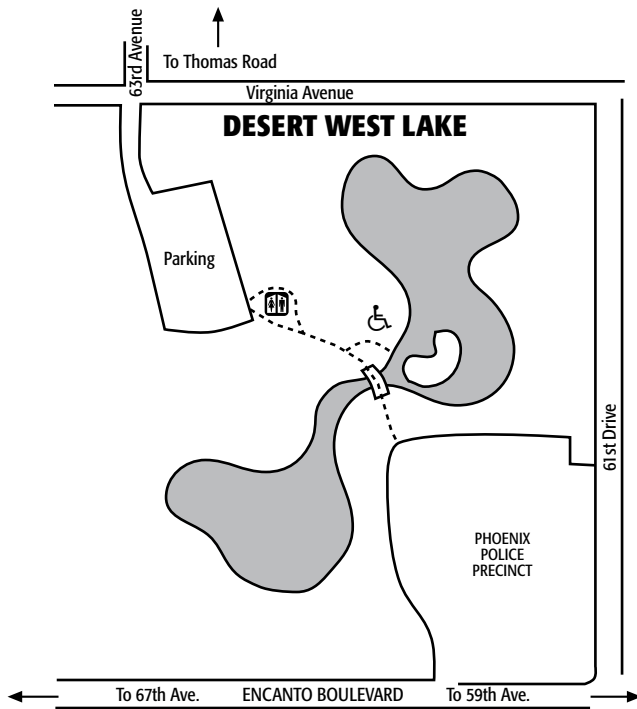 63rd Avenue
To Thomas Road
Virginia Avenue
DESERT WEST LAKE
Parking
61st Drive
PHOENIX
POLICE
PRECINCT
To 67th Ave.
ENCANTO BOULEVARD
To 59th Ave.